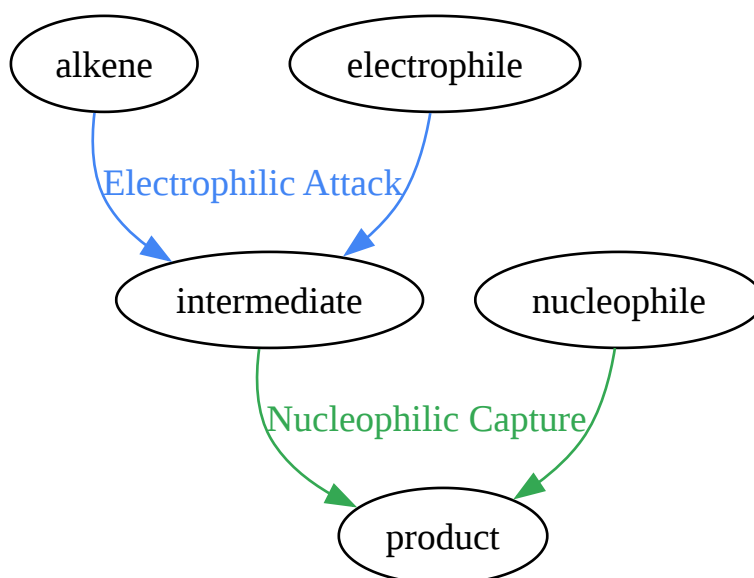 alkene
electrophile
Electrophilic Attack
intermediate
nucleophile
Nucleophilic Capture
product